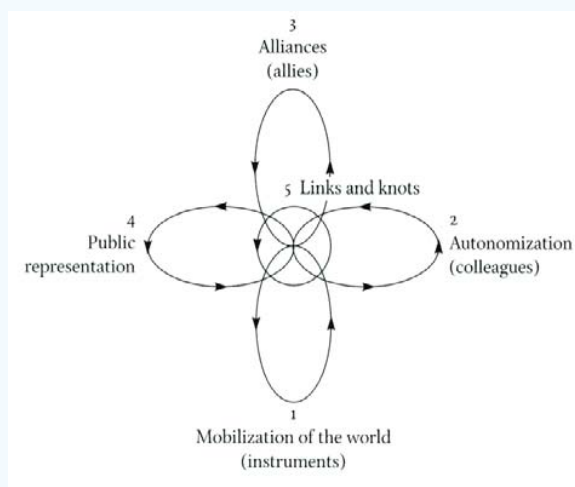 3
Alliances
(allies)
5 Links and knots
4
Public
representation
2
Autonomization
(colleagues)
1
Mobilization of the world
(instruments)